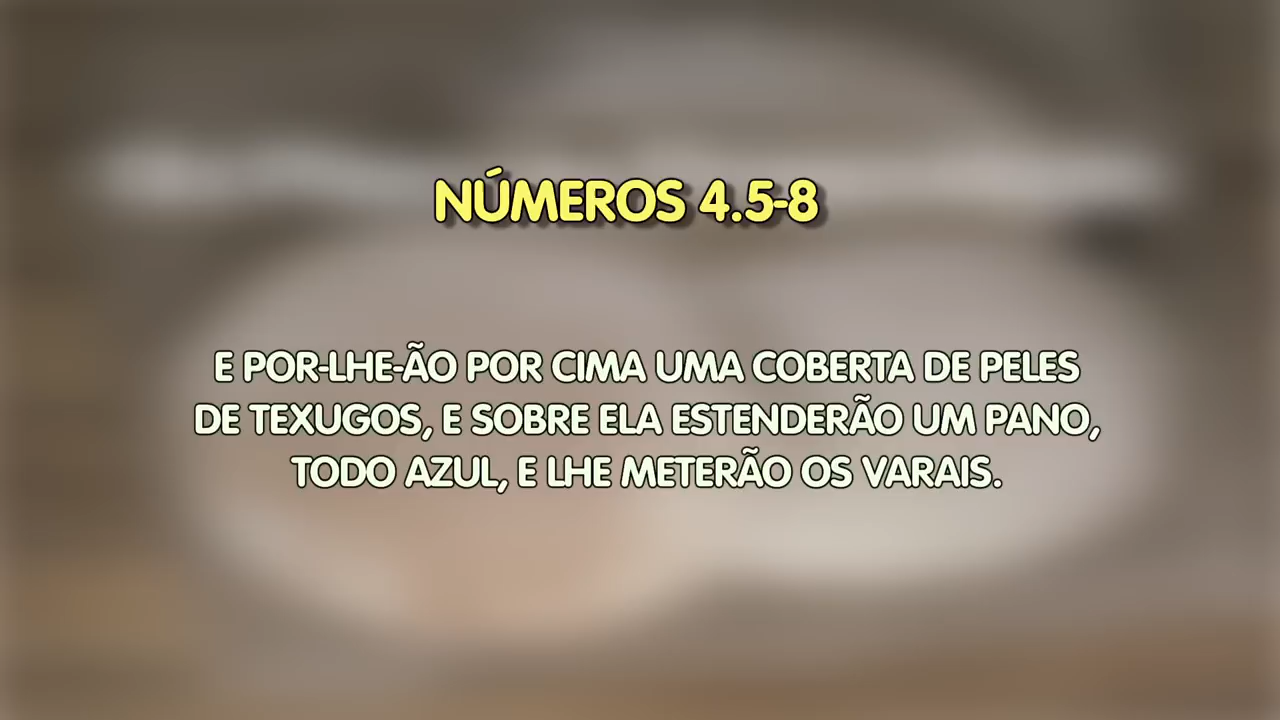 NÚMEROS 4.5-8
E POR-LHE-ÃO POR CIMA UMA COBERTA DE PELES
DE TEXUGOS, E SOBRE ELA ESTENDERÃO UM PANO,
TODO AZUL, E LHE METERÃO OS VARAIS.